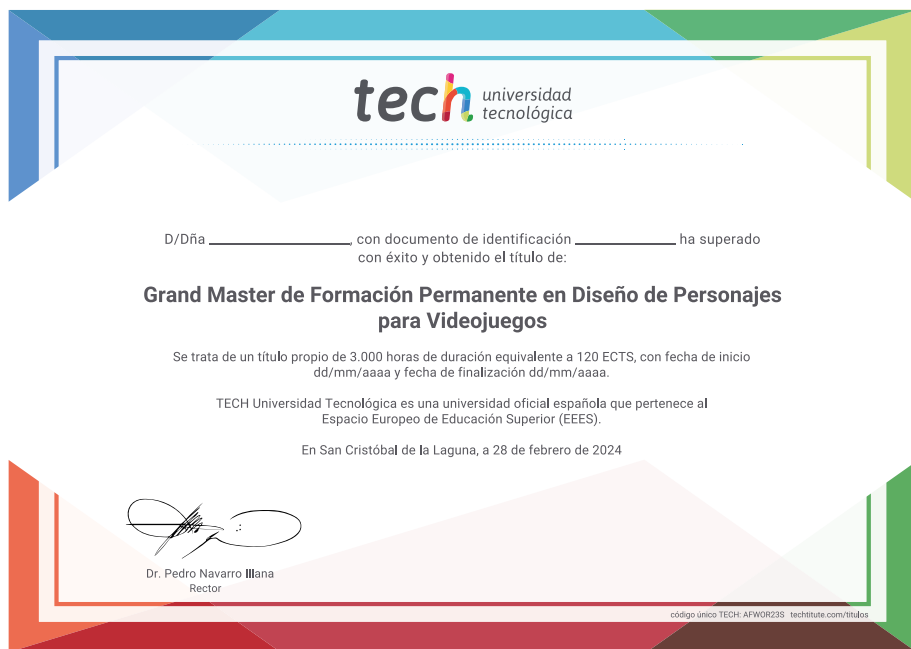 tech universidad
tecnológica
D/Dña ____________________, con documento de identificación ______________ ha superado
con éxito y obtenido el título de:
Grand Master de Formación Permanente en Diseño de Personajes
para Videojuegos
Se trata de un título propio de 3.000 horas de duración equivalente a 120 ECTS, con fecha de inicio
dd/mm/aaaa y fecha de finalización dd/mm/aaaa.
TECH Universidad Tecnológica es una universidad oficial española que pertenece al
Espacio Europeo de Educación Superior (EEES).
En San Cristóbal de la Laguna, a 28 de febrero de 2024
Dr. Pedro Navarro Illana
Rector
código único TECH: AFWOR23S techtitute.com/titulos